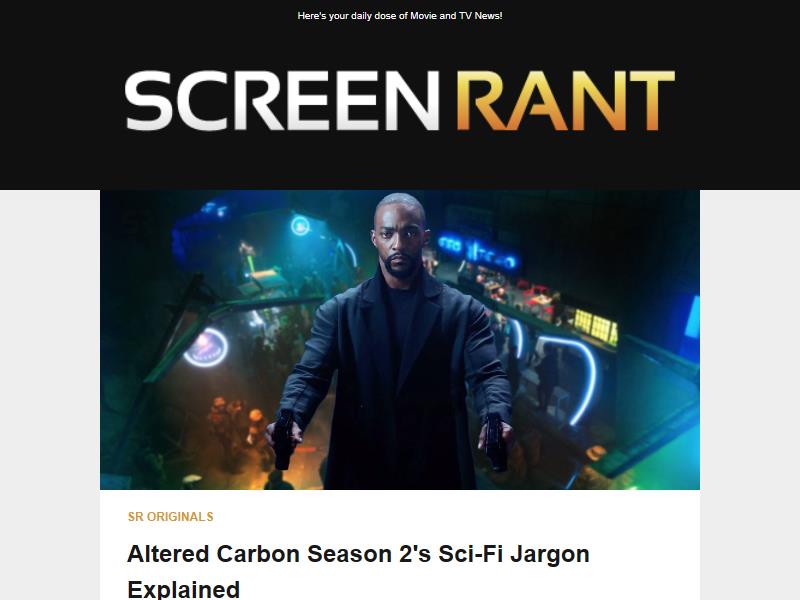 Here's your daily dose of Movie and TV News!
SCREEN RANT
SR ORIGINALS
Altered Carbon Season 2's Sci-Fi Jargon
Explained